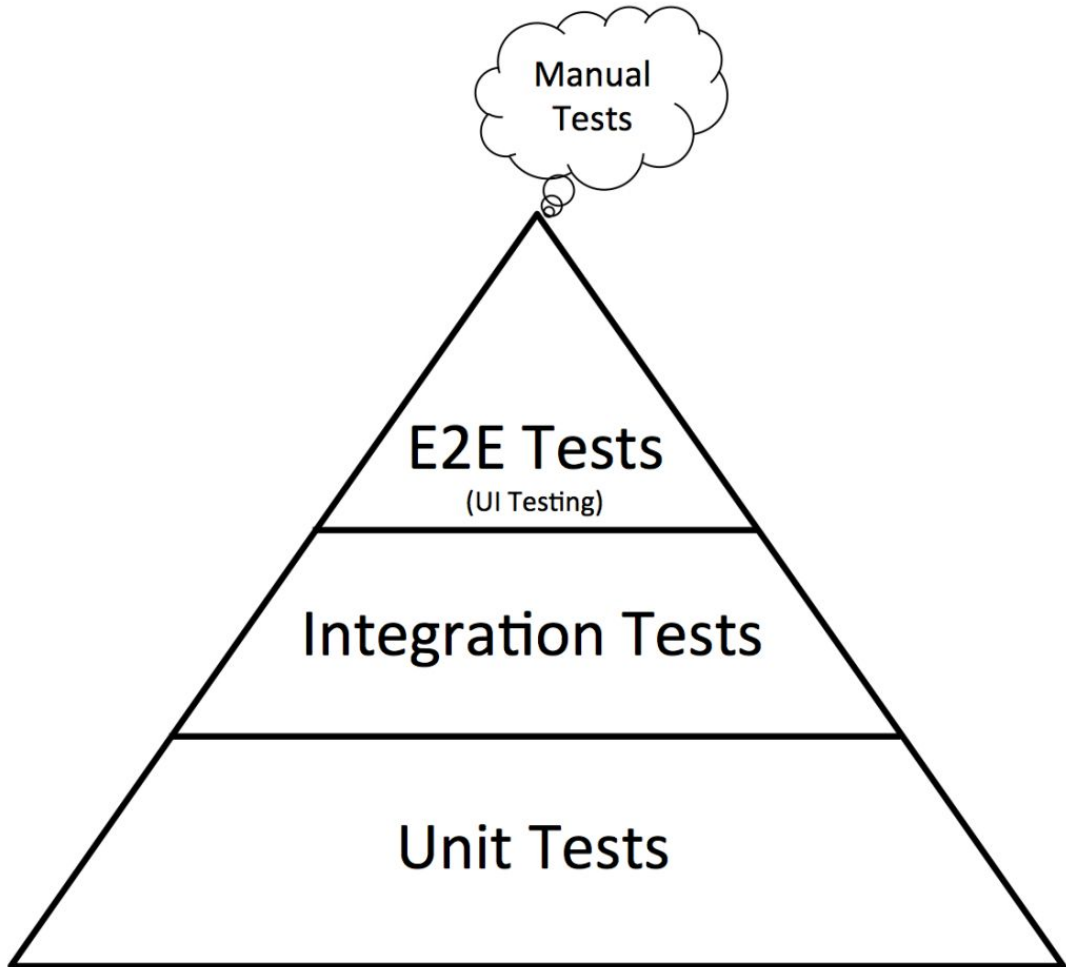 Manual
Tests
E2E Tests
(UI Testing)
Integration Tests
Unit Tests